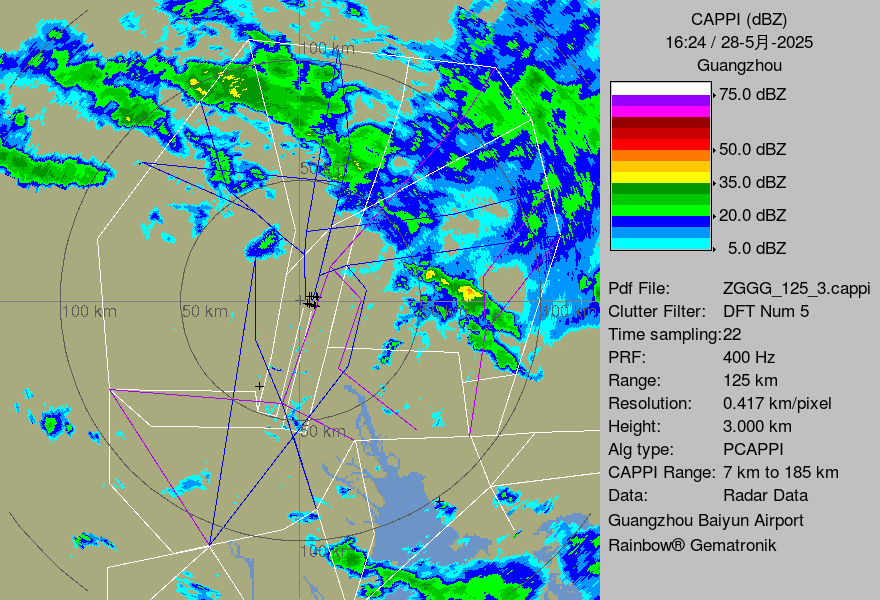 CAPPI (dBZ)
16:24 / 28-5月-2025
Guangzhou
75.0 dBZ
50.0 dBZ
35.0 dBZ
20.0 dBZ
5.0 dBZ
Pdf File: ZGGG_125_3.cappi
Clutter Filter: DFT Num 5
Time sampling:22
PRF: 400 Hz
Range: 125 km
Resolution: 0.417 km/pixel
Height: 3.000 km
Alg type: PCAPPI
CAPPI Range: 7 km to 185 km
Data: Radar Data
Guangzhou Baiyun Airport
Rainbow® Gematronik
100 km
50 km
100 km
50 km
50 km
100 km
50 km
100 km